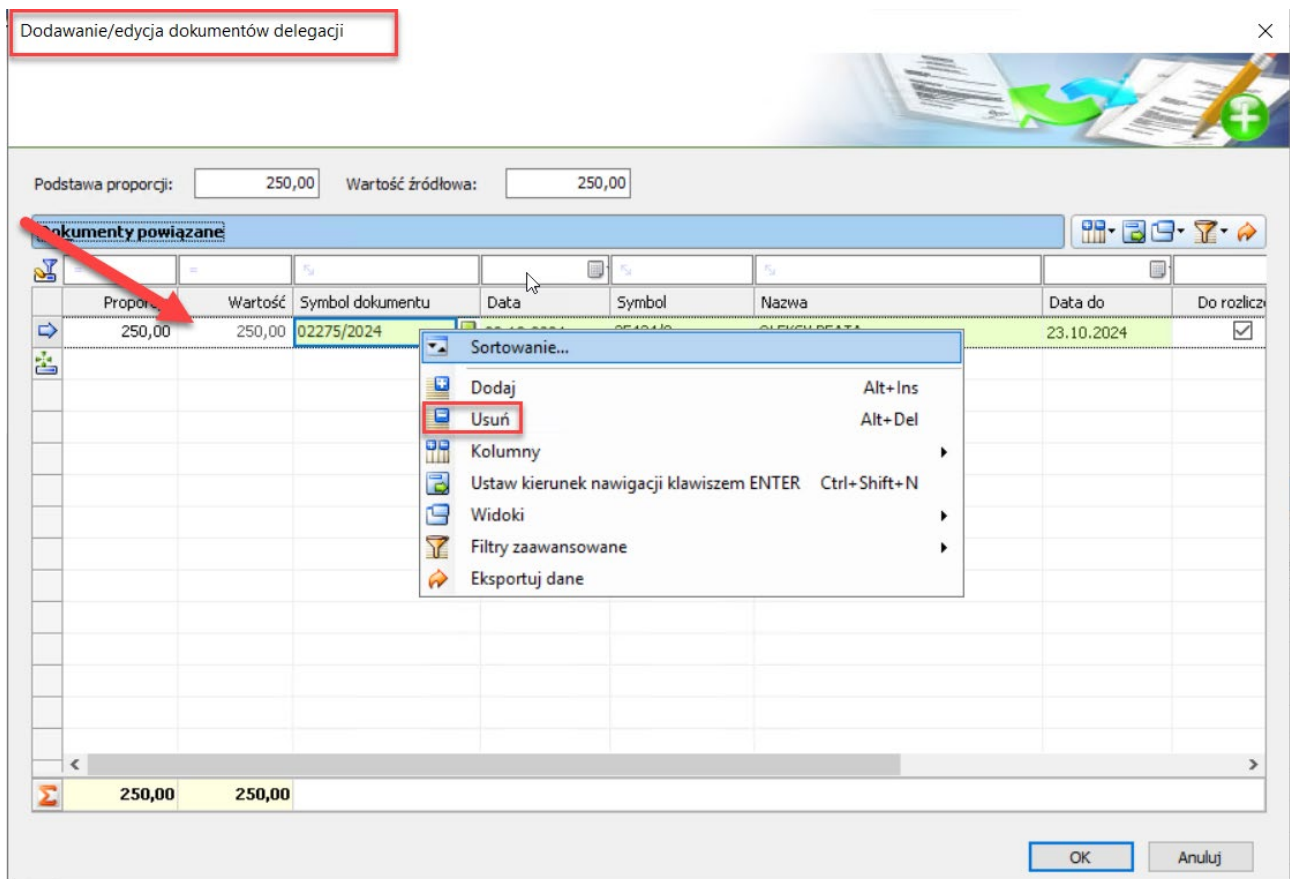 Dodawanie/edycja dokumentów delegacji
Podstawa proporcji: 250,00 Wartość źródłowa: 250,00
Dokumenty powiązane
Wartość Symbol dokumentu Data Symbol Nazwa Data do
250,00 250,00 02275/2024 23.10.2024
Sortowanie...
Dodaj Alt+Ins
Usuń Alt+Del
Kolumny
Ustaw kierunek nawigacji klawiszem ENTER Ctrl+Shift+N
Widoki
Filtry zaawansowane
Eksportuj dane
250,00 250,00
OK Anuluj